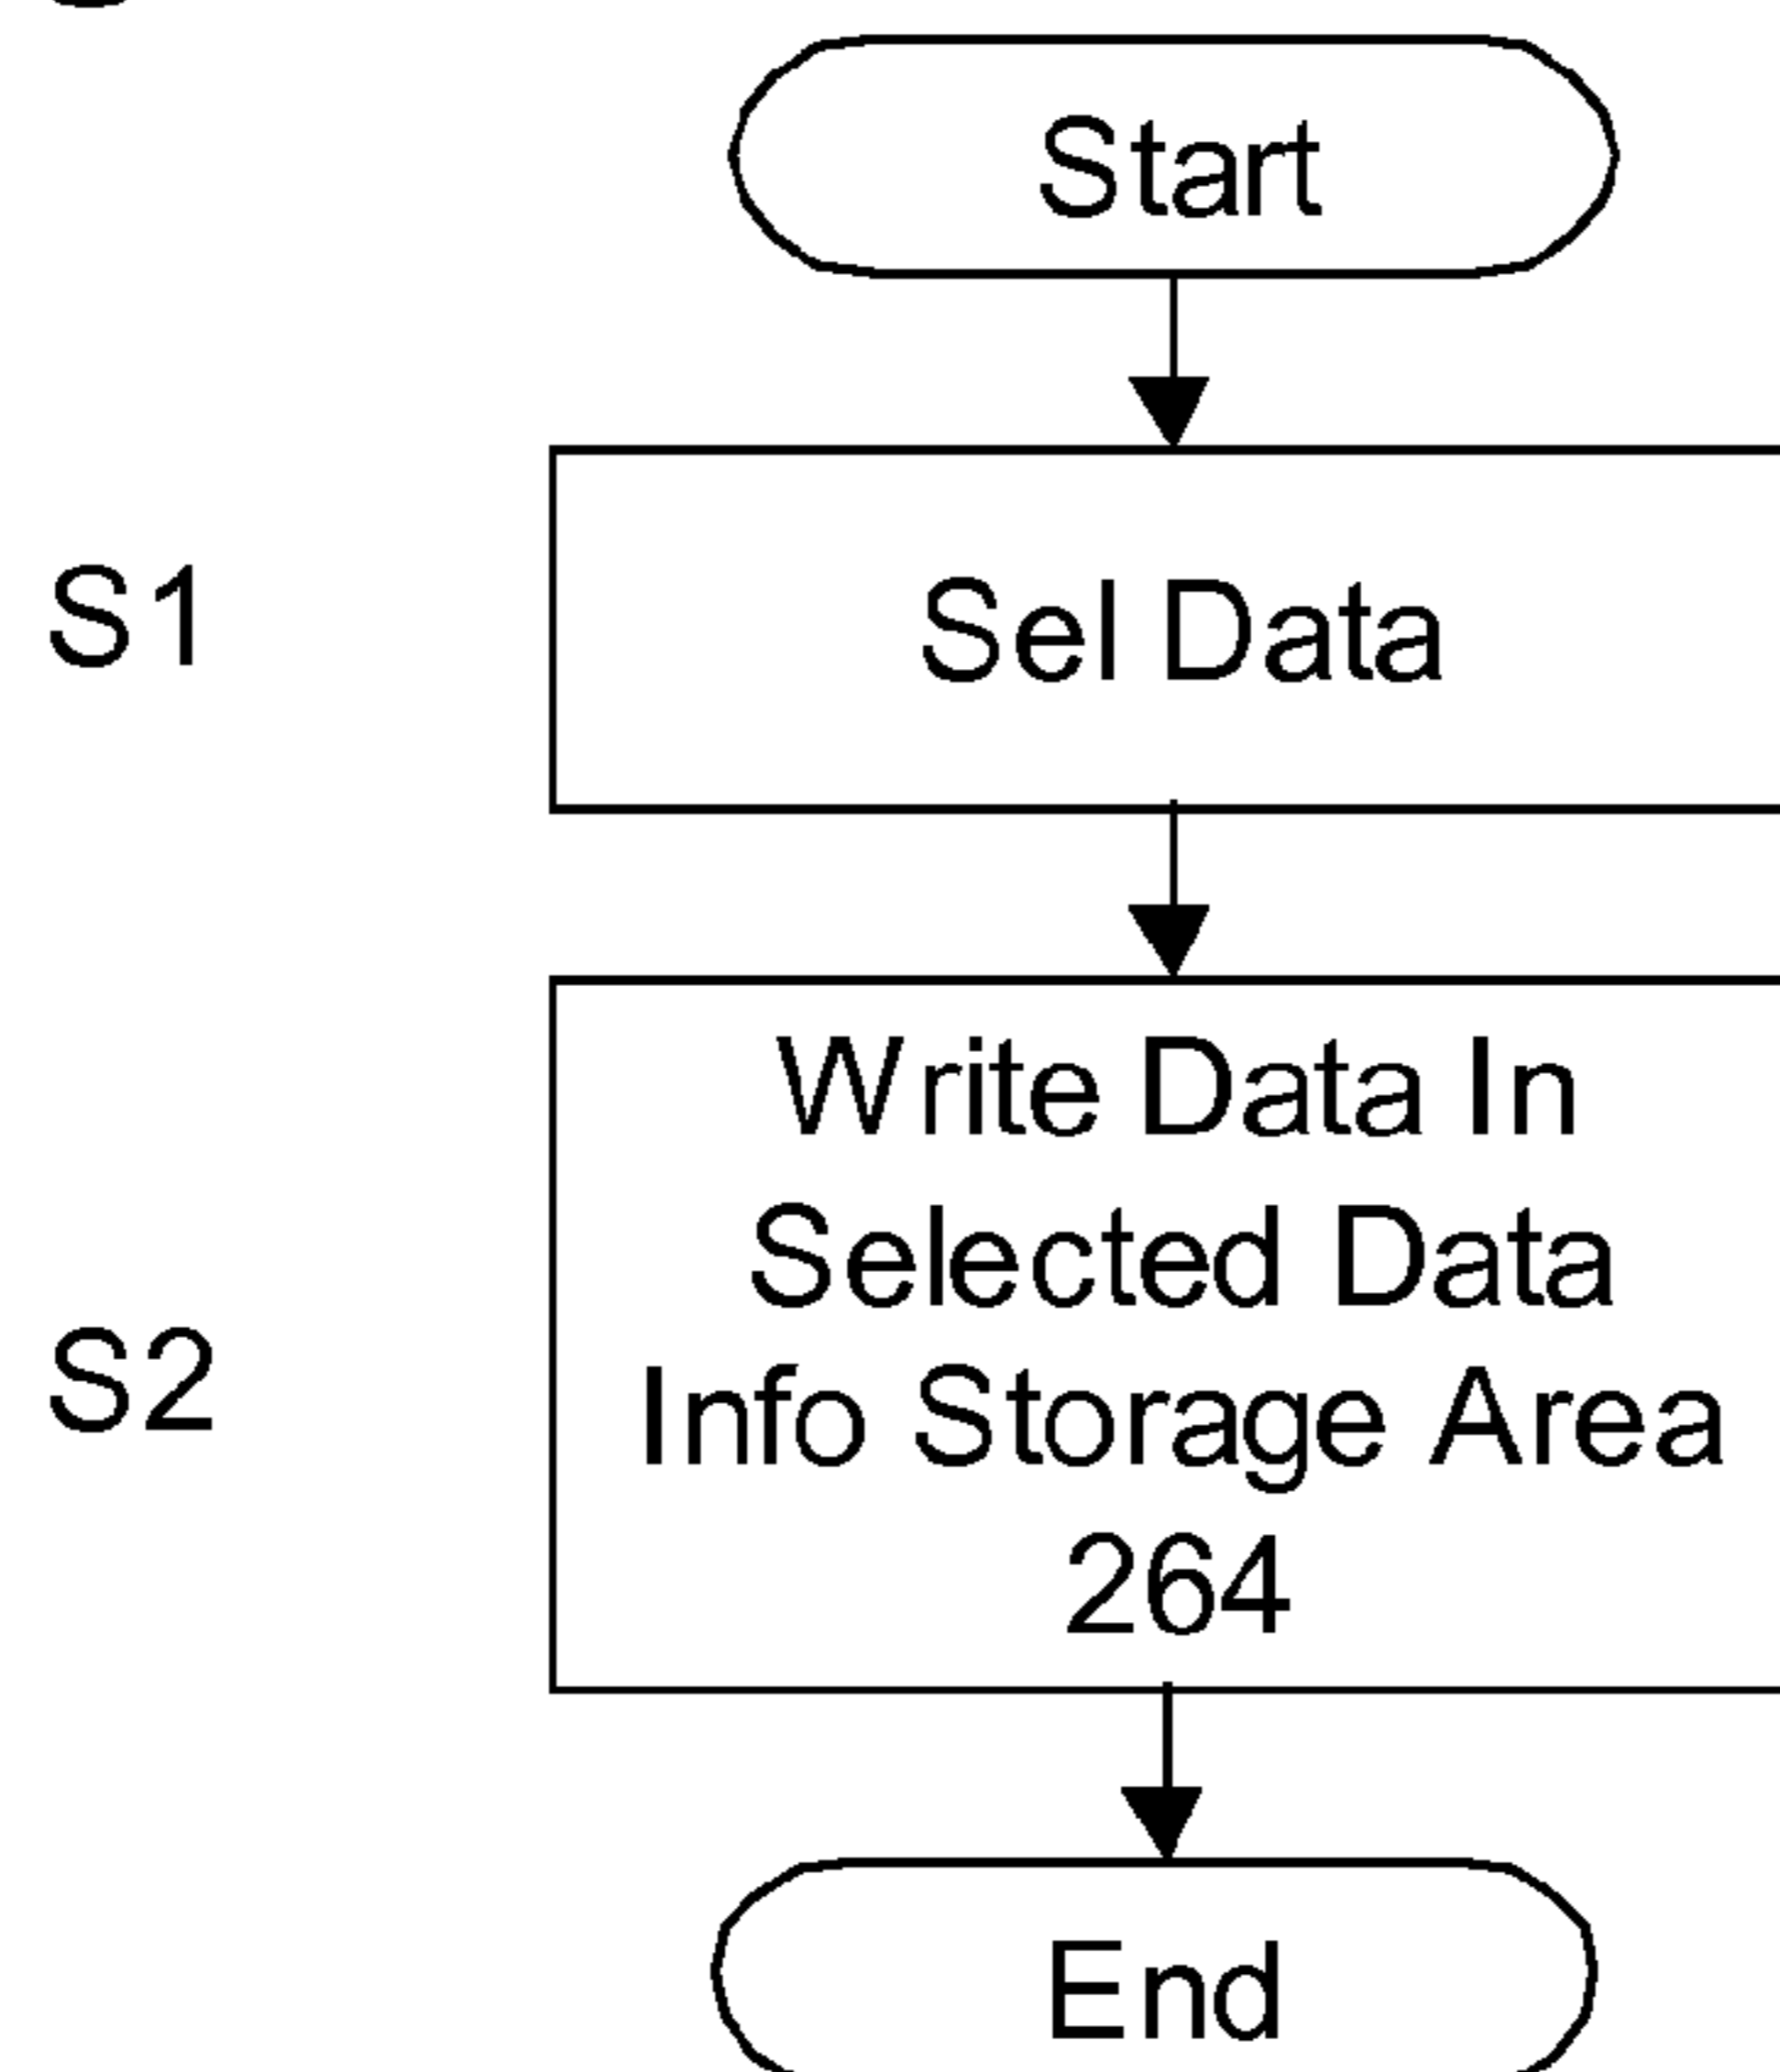 Start
S1
Sel Data
Write Data In
Selected Data
S2
Info Storage Area
264
End